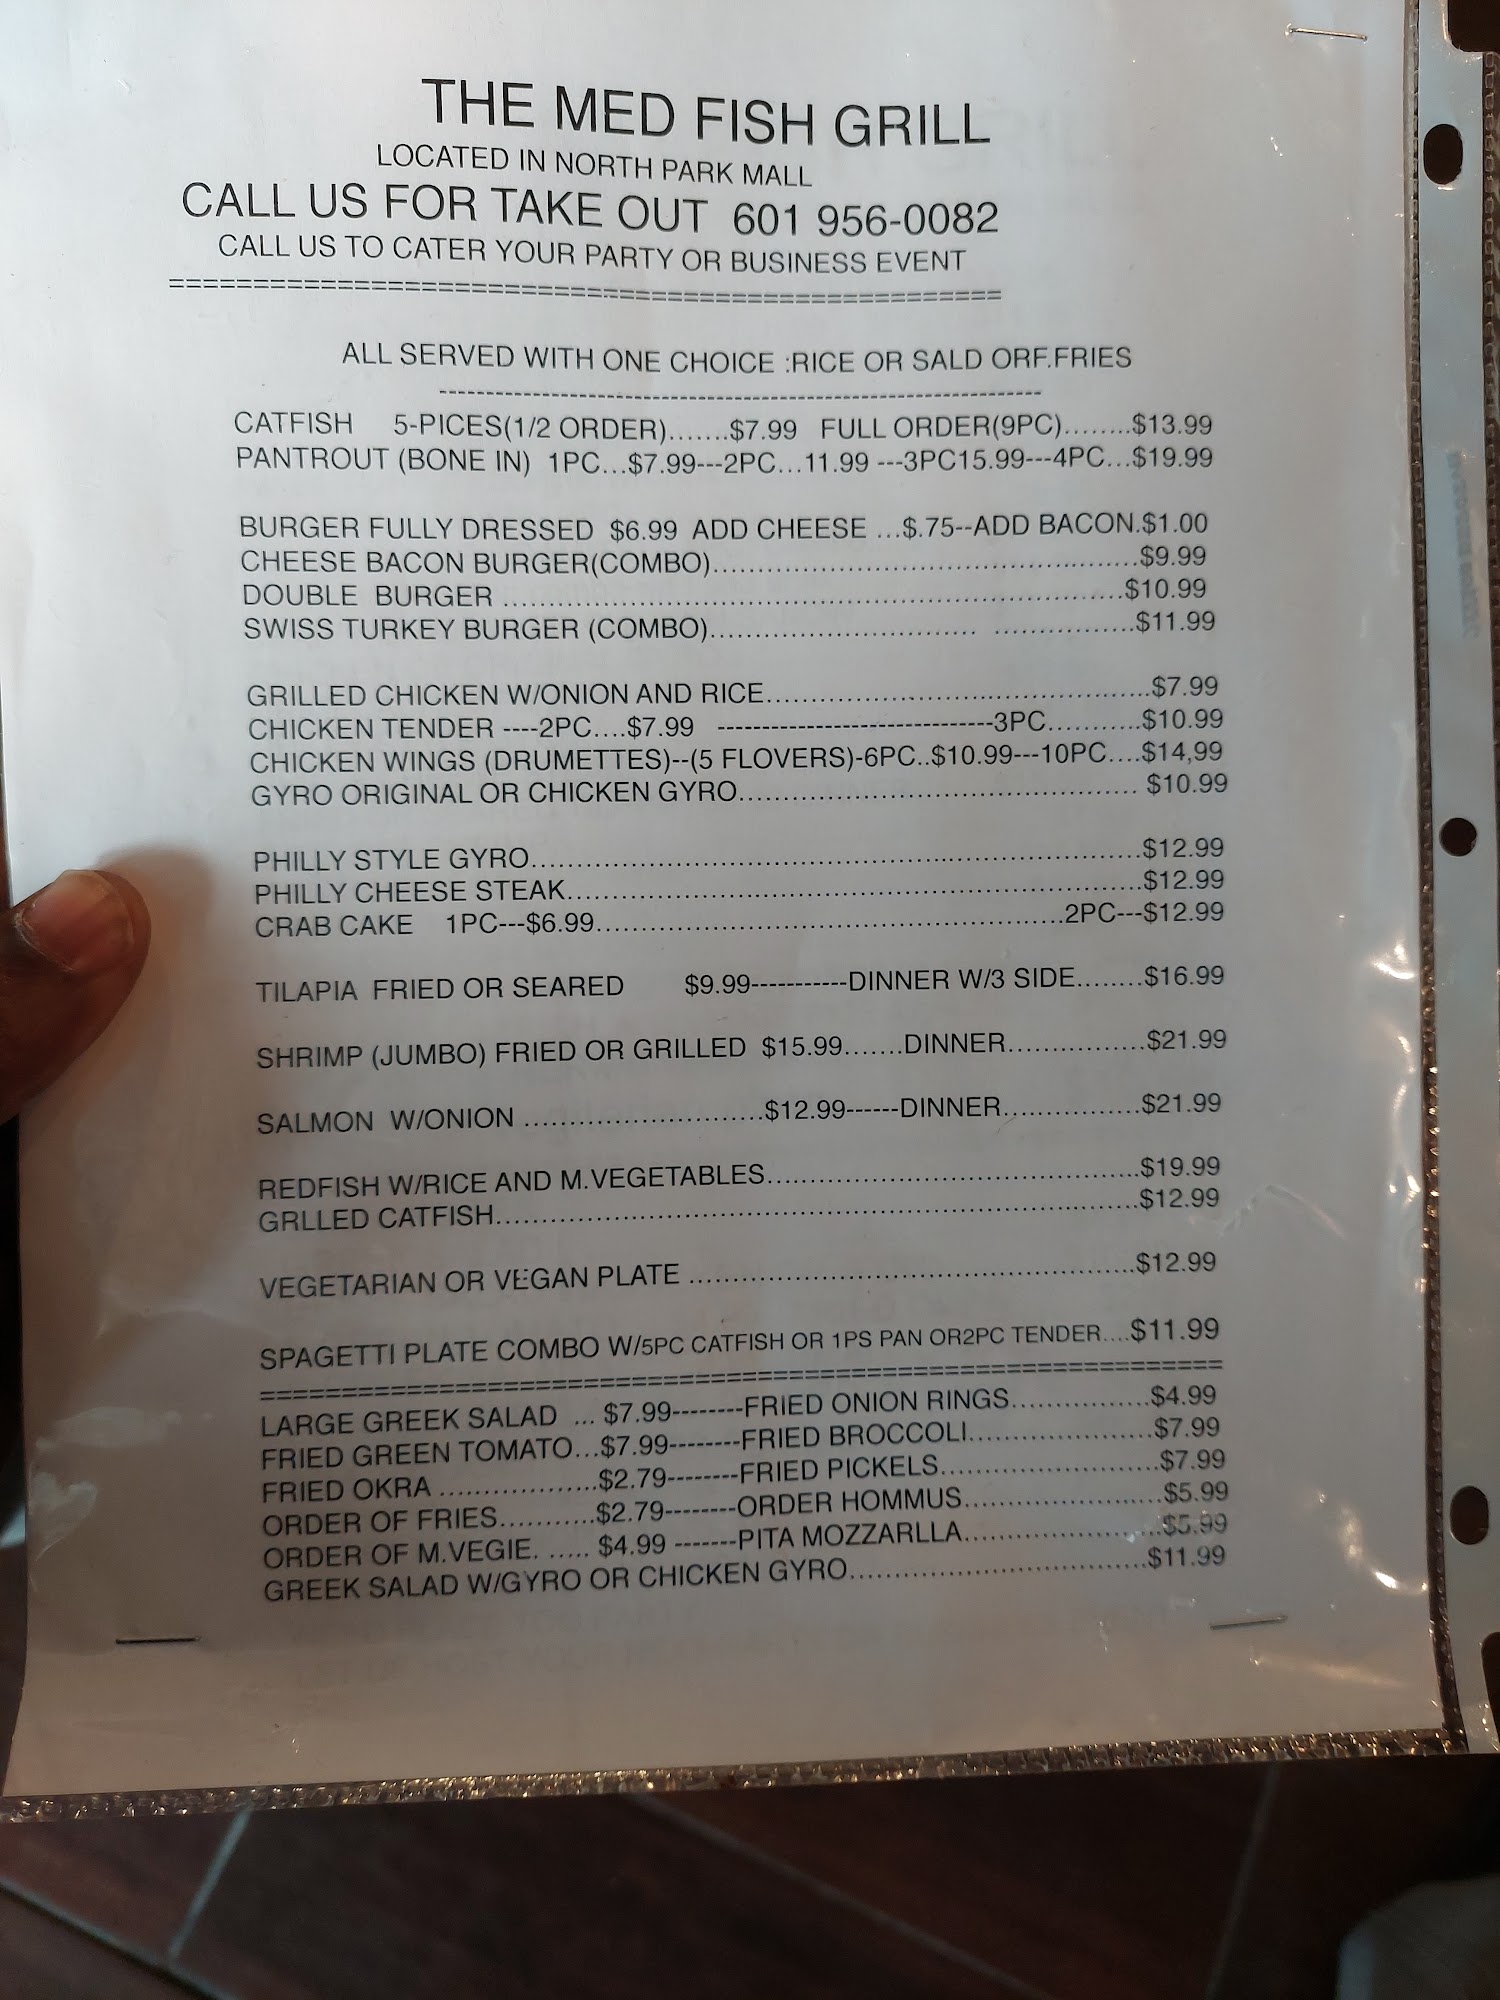 THE MED FISH GRILL
LOCATED IN NORTH PARK MALL
CALL US FOR TAKE OUT 601 956-0082
CALL US TO CATER YOUR PARTY OR BUSINESS EVENT
====================================================
ALL SERVED WITH ONE CHOICE :RICE OR SALD ORF.FRIES
------------------------------------------------------------------
CATFISH 5-PICES(1/2 ORDER).......$7.99 FULL ORDER(9PC)........$13.99
PANTROUT (BONE IN) 1PC...$7.99---2PC...11.99 ---3PC15.99---4PC...$19.99
BURGER FULLY DRESSED $6.99 ADD CHEESE ...$.75--ADD BACON.$1.00
CHEESE BACON BURGER(COMBO)................................................$9.99
DOUBLE BURGER .......................................................................$10.99
SWISS TURKEY BURGER (COMBO).............................. ................$11.99
GRILLED CHICKEN W/ONION AND RICE...........................................$7.99
CHICKEN TENDER ----2PC....$7.99 -------------------------------3PC...........$10.99
CHICKEN WINGS (DRUMETTES)--(5 FLOVERS)-6PC..$10.99---10PC....$14,99
GYRO ORIGINAL OR CHICKEN GYRO............................................. $10.99
PHILLY STYLE GYRO.....................................................................$12.99
PHILLY CHEESE STEAK.................................................................$12.99
CRAB CAKE 1PC---$6.99.....................................................2PC---$12.99
TILAPIA FRIED OR SEARED $9.99-----------DINNER W/3 SIDE........$16.99
SHRIMP (JUMBO) FRIED OR GRILLED $15.99.......DINNER................$21.99
SALMON W/ONION ...........................$12.99------DINNER................$21.99
REDFISH W/RICE AND M.VEGETABLES..........................................$19.99
GRLLED CATFISH.........................................................................$12.99
VEGETARIAN OR VEGAN PLATE ..................................................$12.99
SPAGETTI PLATE COMBO W/5PC CATFISH OR 1PS PAN OR2PC TENDER....$11.99
============================================================
LARGE GREEK SALAD ... $7.99--------FRIED ONION RINGS................$4.99
FRIED GREEN TOMATO...$7.99--------FRIED BROCCOLI.....................$7.99
FRIED OKRA ..................$2.79--------FRIED PICKELS.........................$7.99
ORDER OF FRIES...........$2.79--------ORDER HOMMUS.......................$5.99
ORDER OF M.VEGIE. ..... $4.99 -------PITA MOZZARLLA......................$5.99
GREEK SALAD W/GYRO OR CHICKEN GYRO..................................$11.99